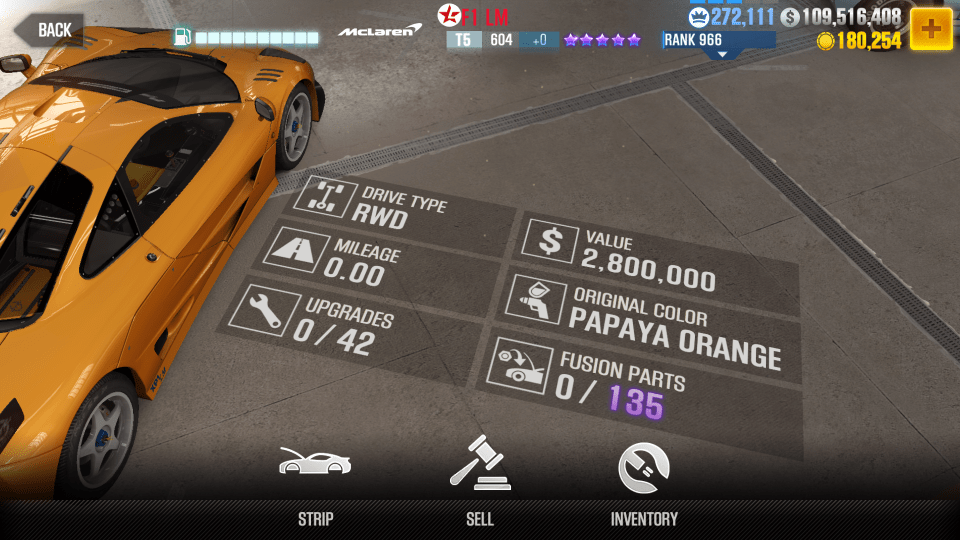 BACK
McLaren
F1 LM
T5 604 +0
272,111
109,516,408
RANK 966
180,254
DRIVE TYPE
RWD
MILEAGE
0.00
UPGRADES
0/42
VALUE
2,800,000
ORIGINAL COLOR
PAPAYA ORANGE
FUSION PARTS
0/ 135
STRIP
SELL
INVENTORY